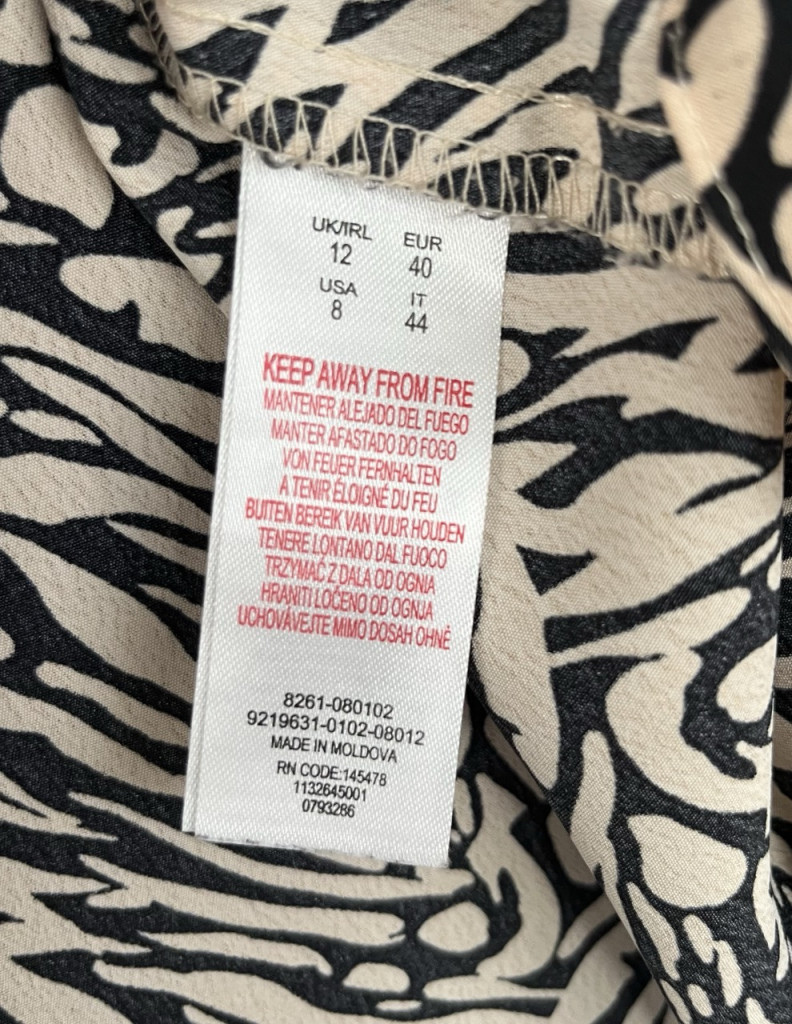 UK/IRL EUR
12 40
USA IT
8 44
KEEP AWAY FROM FIRE
MANTENER ALEJADO DEL FUEGO
MANTER AFASTADO DO FOGO
VON FEUER FERNHALTEN
A TENIR ÉLOIGNÉ DU FEU
BUITEN BEREIK VAN VUUR HOUDEN
TENERE LONTANO DAL FUOCO
TRZYMAĆ Z DALA OD OGNIA
HRANITI LOČENO OD OGNJA
UCHOVÁVEJTE MIMO DOSAH OHNĚ
8261-080102
9219631-0102-08012
MADE IN MOLDOVA
RN CODE:145478
1132645001
0793286